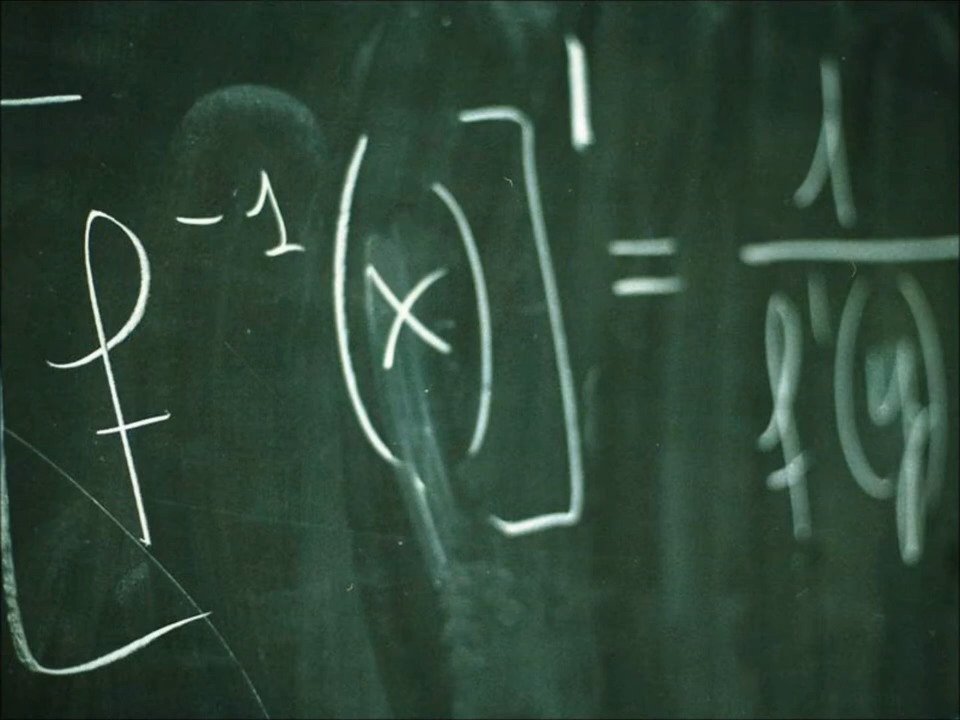 [f⁻¹(x)]' = 1/f'(y)